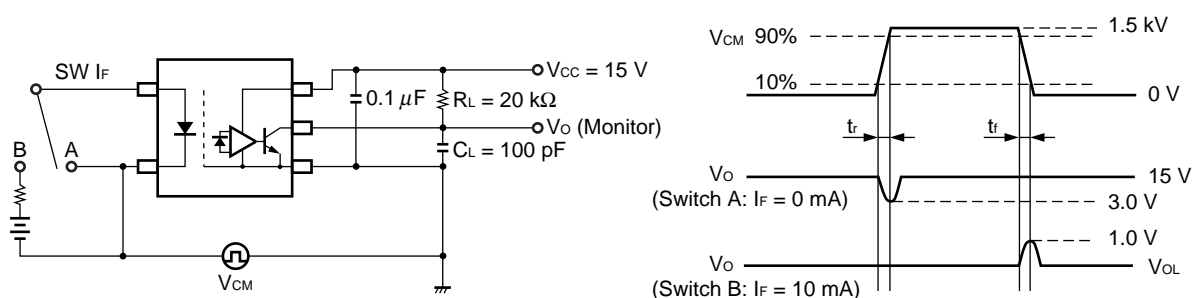 SW IF
B
A
0.1 μF
VCC = 15 V
RL = 20 kΩ
VO (Monitor)
CL = 100 pF
VCM
VCM 90%
10%
1.5 kV
0 V
tr
tf
VO
(Switch A: IF = 0 mA)
15 V
3.0 V
1.0 V
VO
(Switch B: IF = 10 mA)
VOL